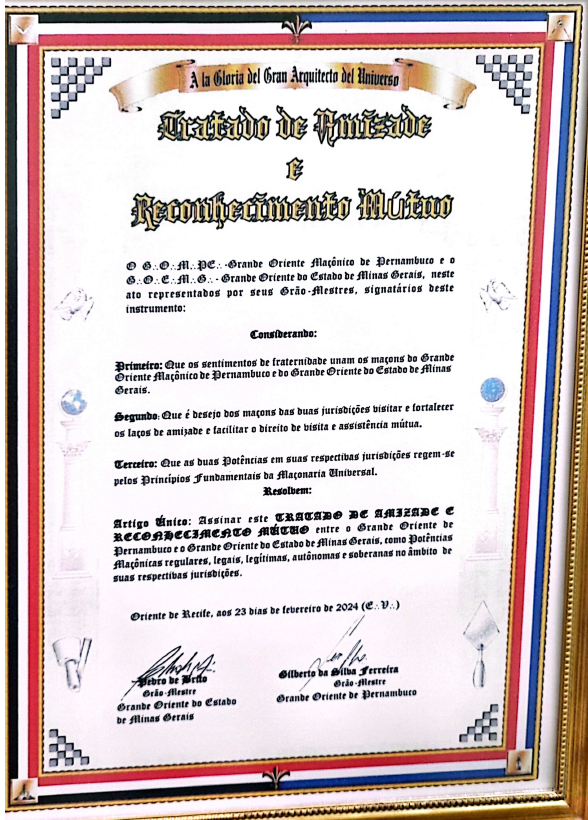 A la Gloria del Gran Arquitecto del Universo
Tratado de Amizade
e
Reconhecimento Mútuo
O G∴O∴M∴PE∴-Grande Oriente Maçônico de Pernambuco e o
G∴O∴E∴M∴G∴- Grande Oriente do Estado de Minas Gerais, neste
ato representados por seus Grão-Mestres, signatários deste
instrumento:
Considerando:
Primeiro: Que os sentimentos de fraternidade unam os maçons do Grande
Oriente Maçônico de Pernambuco e do Grande Oriente do Estado de Minas
Gerais.
Segundo: Que é desejo dos maçons das duas jurisdições visitar e fortalecer
os laços de amizade e facilitar o direito de visita e assistência mútua.
Terceiro: Que as duas Potências em suas respectivas jurisdições regem-se
pelos Princípios Fundamentais da Maçonaria Universal.
Resolvem:
Artigo Único: Assinar este TRATADO DE AMIZADE E
RECONHECIMENTO MÚTUO entre o Grande Oriente de
Pernambuco e o Grande Oriente do Estado de Minas Gerais, como Potências
Maçônicas regulares, legais, legítimas, autônomas e soberanas no âmbito de
suas respectivas jurisdições.
Oriente de Recife, aos 23 dias de fevereiro de 2024 (E∴V∴)
Pedro de Brito
Grão-Mestre
Grande Oriente do Estado
de Minas Gerais
Gilberto da Silva Ferreira
Grão-Mestre
Grande Oriente de Pernambuco